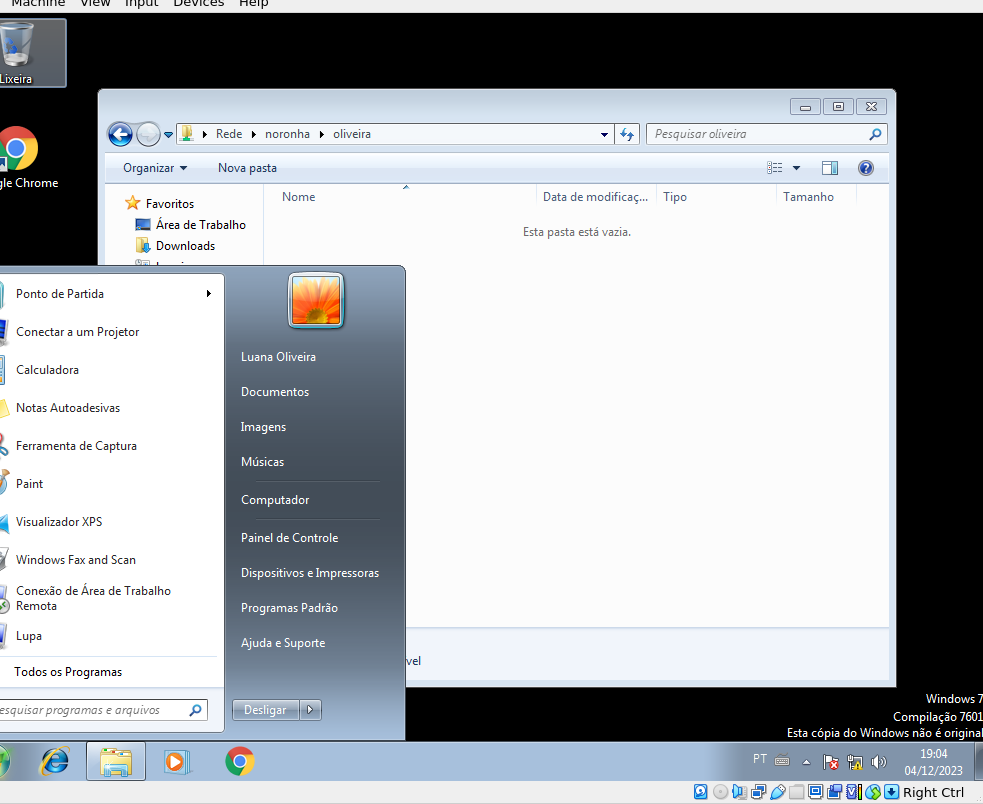 Machine View Input Devices Help
Lixeira
gle Chrome
Rede noronha oliveira
Pesquisar oliveira
Organizar Nova pasta
Nome Data de modificaç... Tipo Tamanho
Esta pasta está vazia.
Favoritos
Área de Trabalho
Downloads
Ponto de Partida
Conectar a um Projetor
Calculadora
Notas Autoadesivas
Ferramenta de Captura
Paint
Visualizador XPS
Windows Fax and Scan
Conexão de Área de Trabalho
Remota
Lupa
Todos os Programas
esquisar programas e arquivos
Luana Oliveira
Documentos
Imagens
Músicas
Computador
Painel de Controle
Dispositivos e Impressoras
Programas Padrão
Ajuda e Suporte
Desligar
vel
Windows 7
Compilação 7601
Esta cópia do Windows não é original
PT
19:04
04/12/2023
Right Ctrl